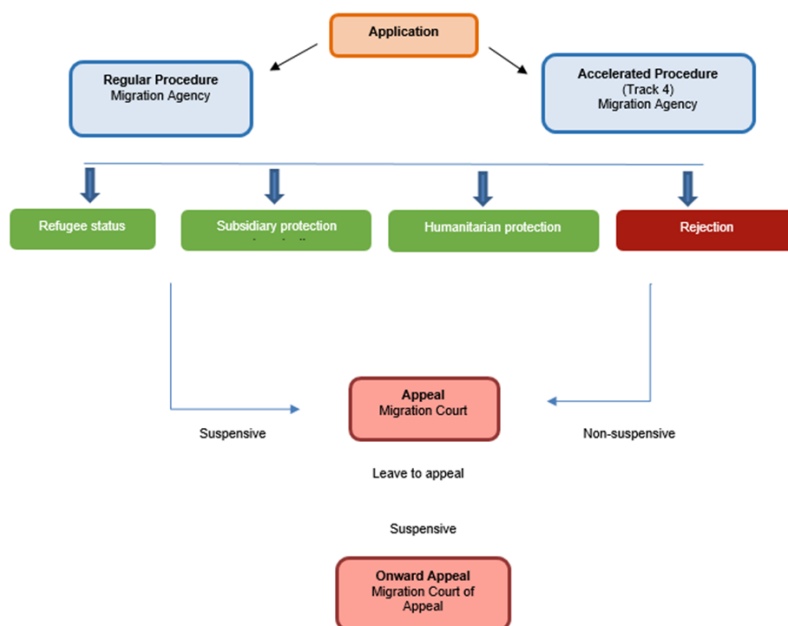 Application
Regular Procedure
Migration Agency
Accelerated Procedure
(Track 4)
Migration Agency
Refugee status
Subsidiary protection
Humanitarian protection
Rejection
Appeal
Migration Court
Suspensive
Non-suspensive
Leave to appeal
Suspensive
Onward Appeal
Migration Court of
Appeal